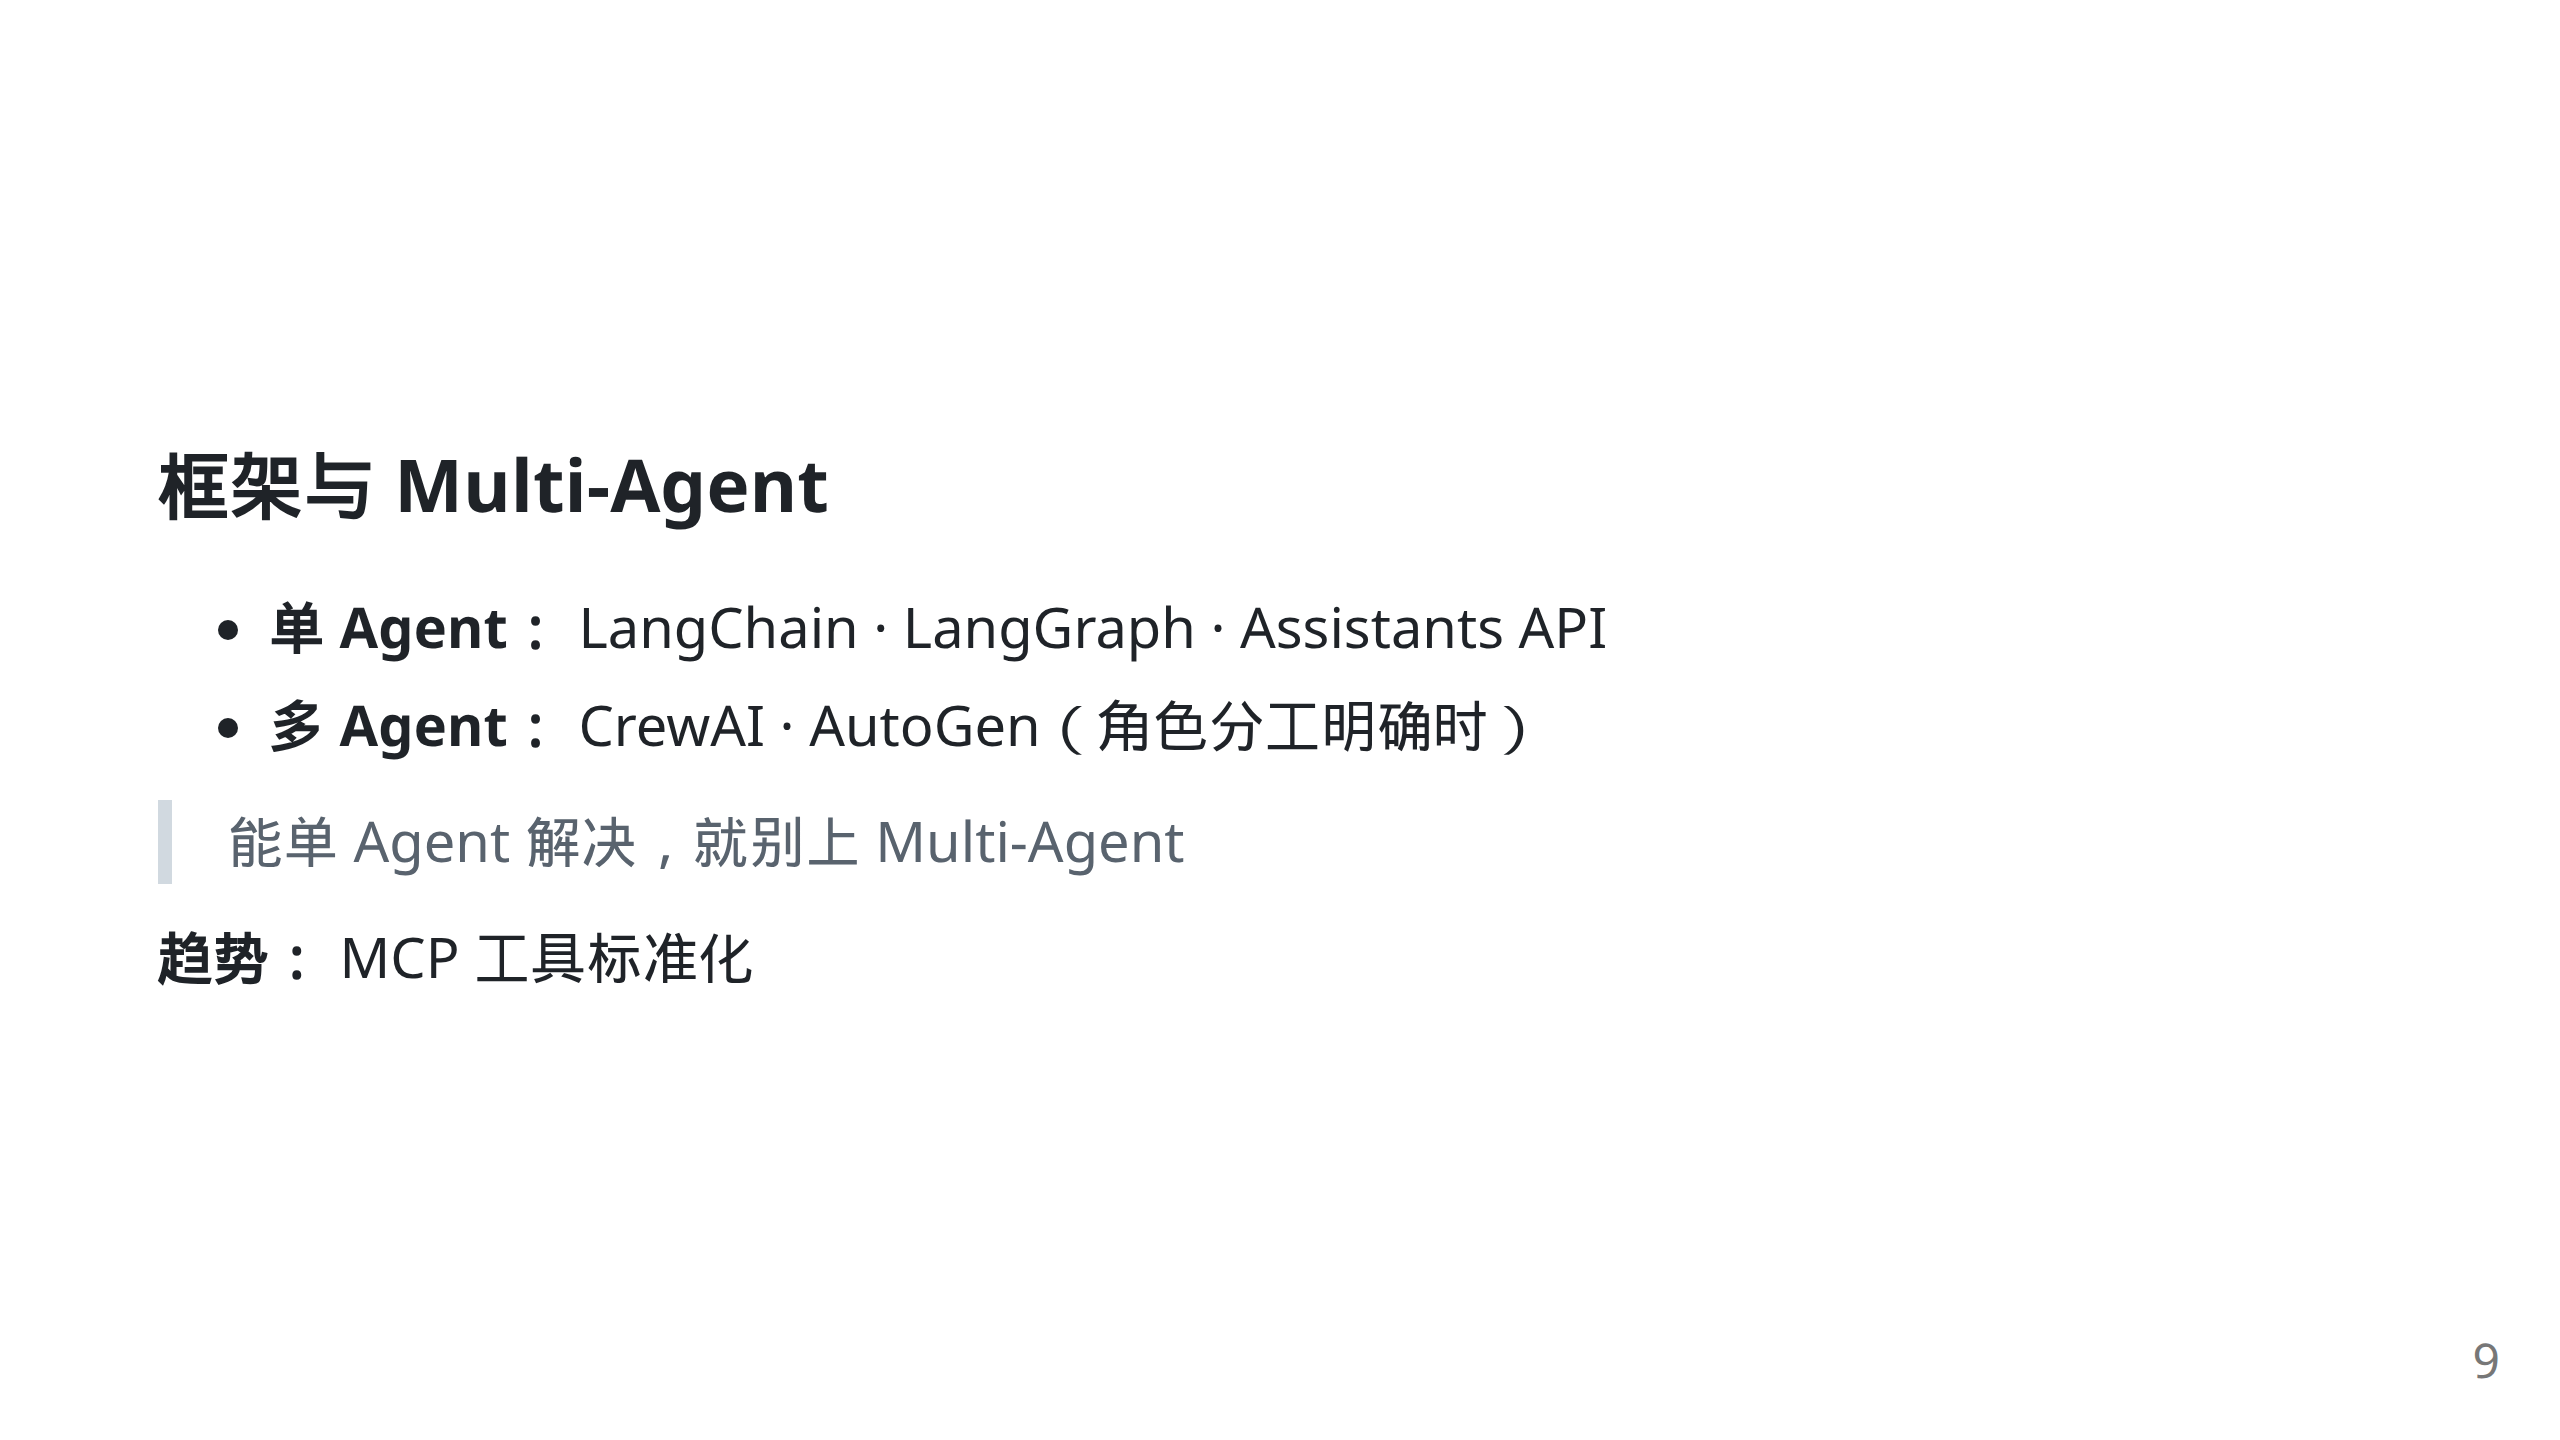 框架与 Multi-Agent
• 单 Agent：LangChain · LangGraph · Assistants API
• 多 Agent：CrewAI · AutoGen（角色分工明确时）
能单 Agent 解决，就别上 Multi-Agent
趋势：MCP 工具标准化
9